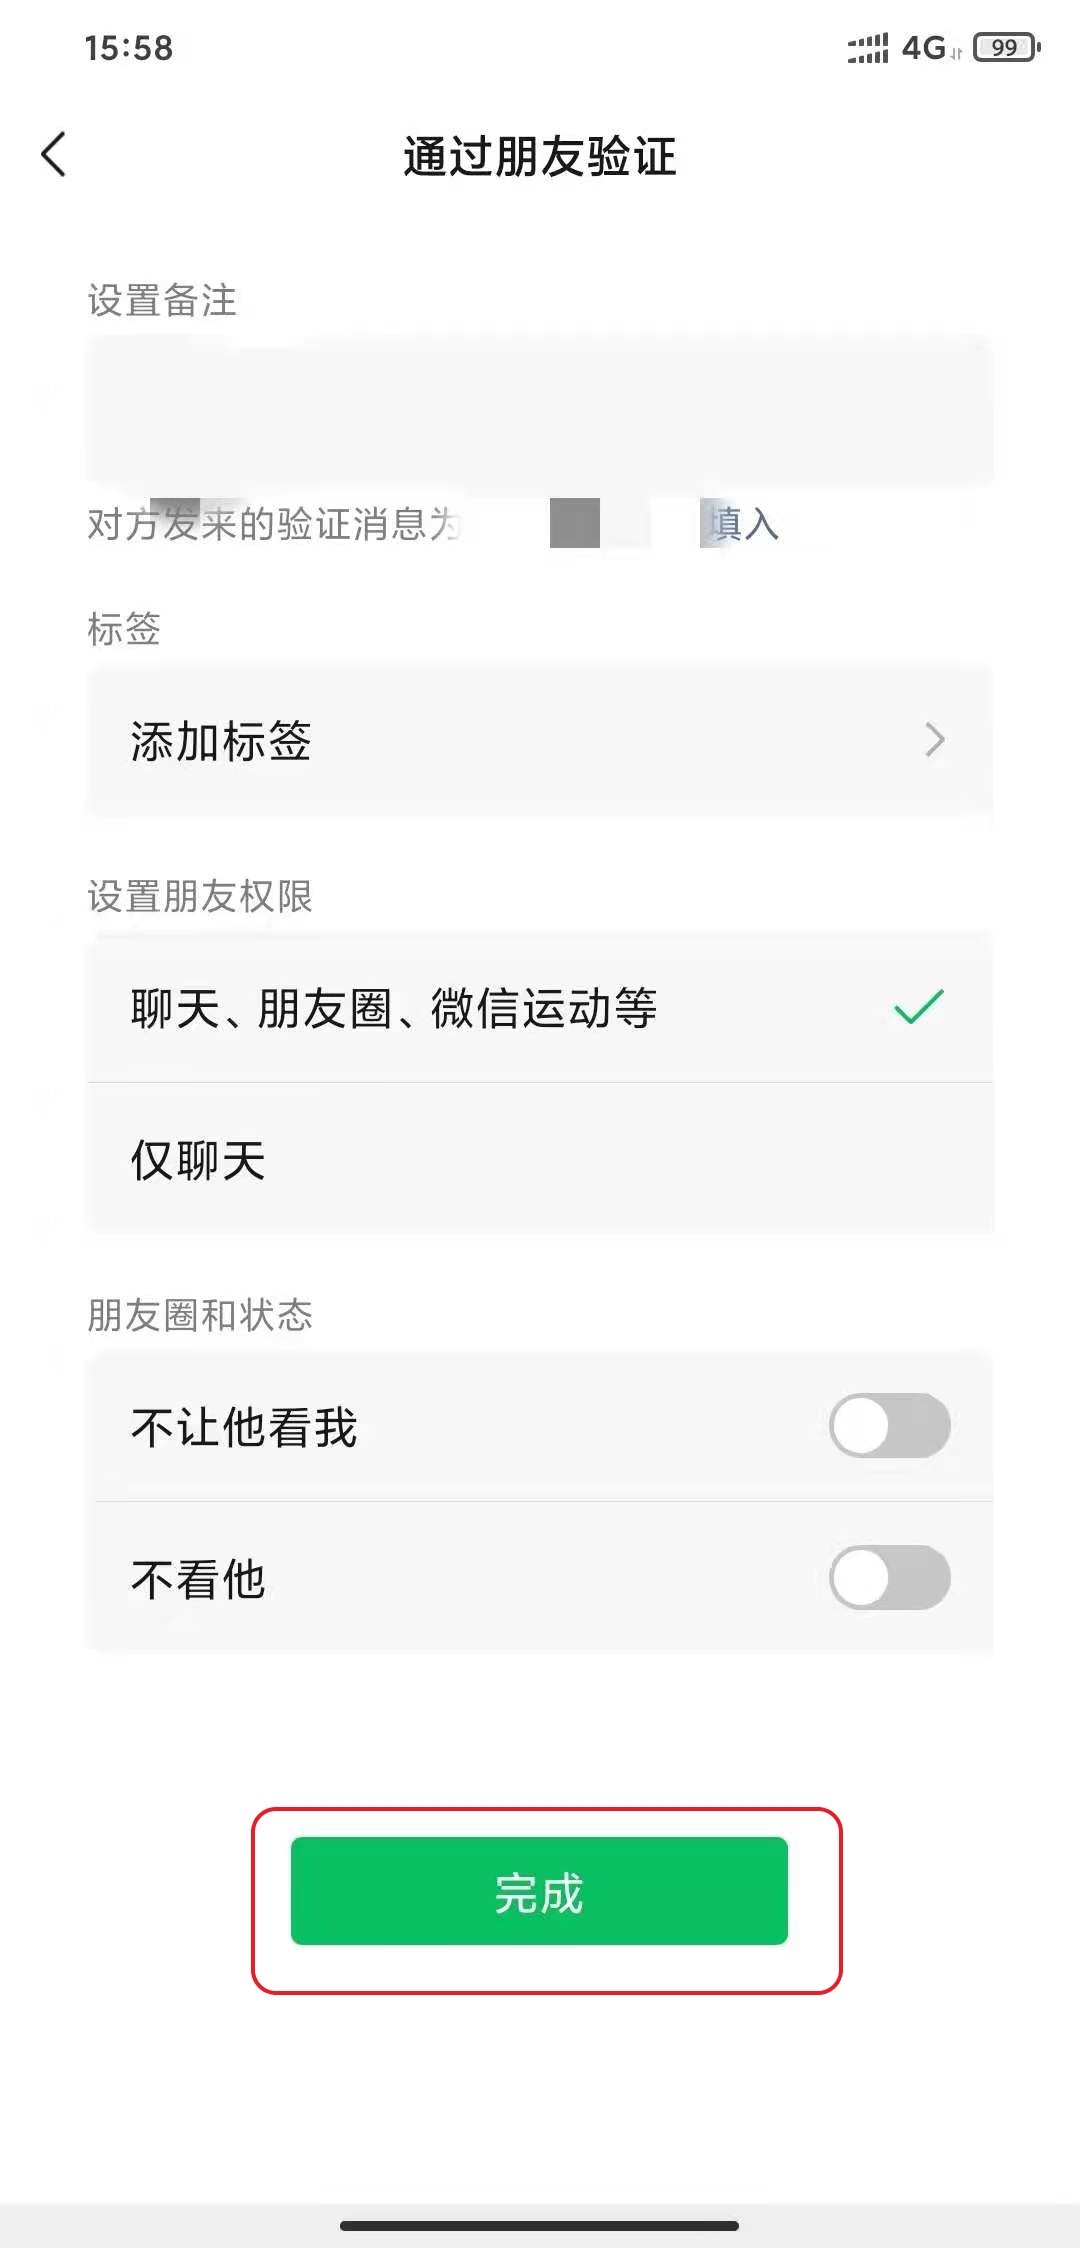 15:58
4G
99
通过朋友验证
设置备注
对方发来的验证消息为
填入
标签
添加标签
设置朋友权限
聊天、朋友圈、微信运动等
仅聊天
朋友圈和状态
不让他看我
不看他
完成